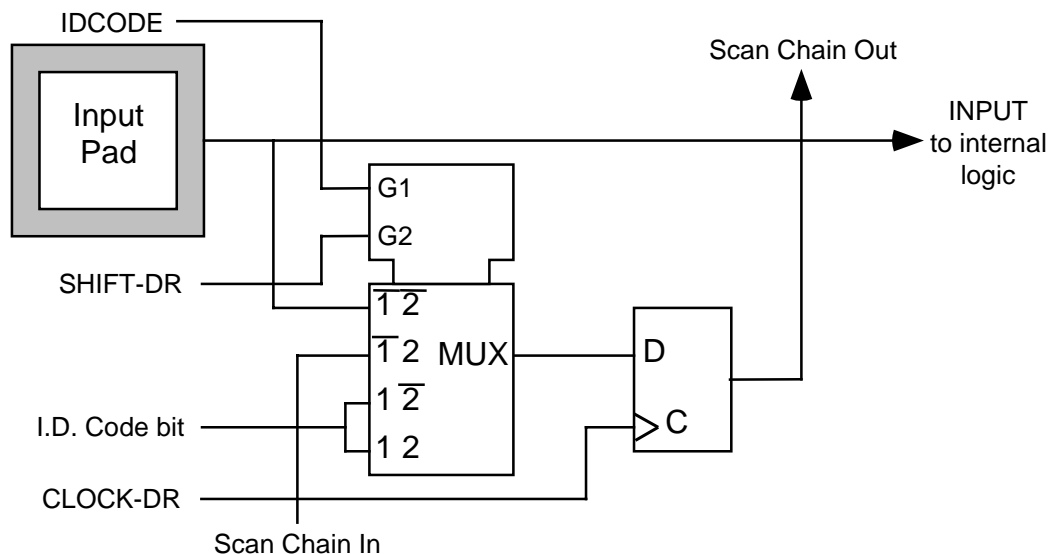 IDCODE
Scan Chain Out
Input
Pad
INPUT
to internal
logic
G1
G2
SHIFT-DR
1̅ 2̅
1̅ 2
MUX
D
1 2̅
I.D. Code bit
1 2
C
CLOCK-DR
Scan Chain In